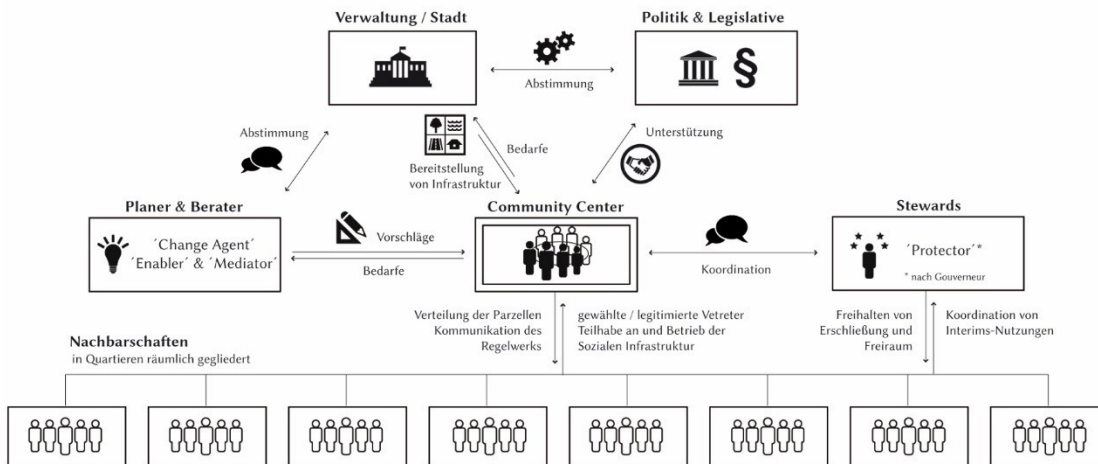 Verwaltung / Stadt
Politik & Legislative
§
Abstimmung
Abstimmung
Bedarfe
Bereitstellung
von Infrastruktur
Unterstützung
Planer & Berater
Community Center
Stewards
´Change Agent´
´Enabler´ & ´Mediator´
Vorschläge
Bedarfe
Koordination
´Protector´*
* nach Gouverneur
Verteilung der Parzellen
Kommunikation des
Regelwerks
gewählte / legitimierte Vetreter
Teilhabe an und Betrieb der
Sozialen Infrastruktur
Freihalten von
Erschließung und
Freiraum
Koordination von
Interims-Nutzungen
Nachbarschaften
in Quartieren räumlich gegliedert